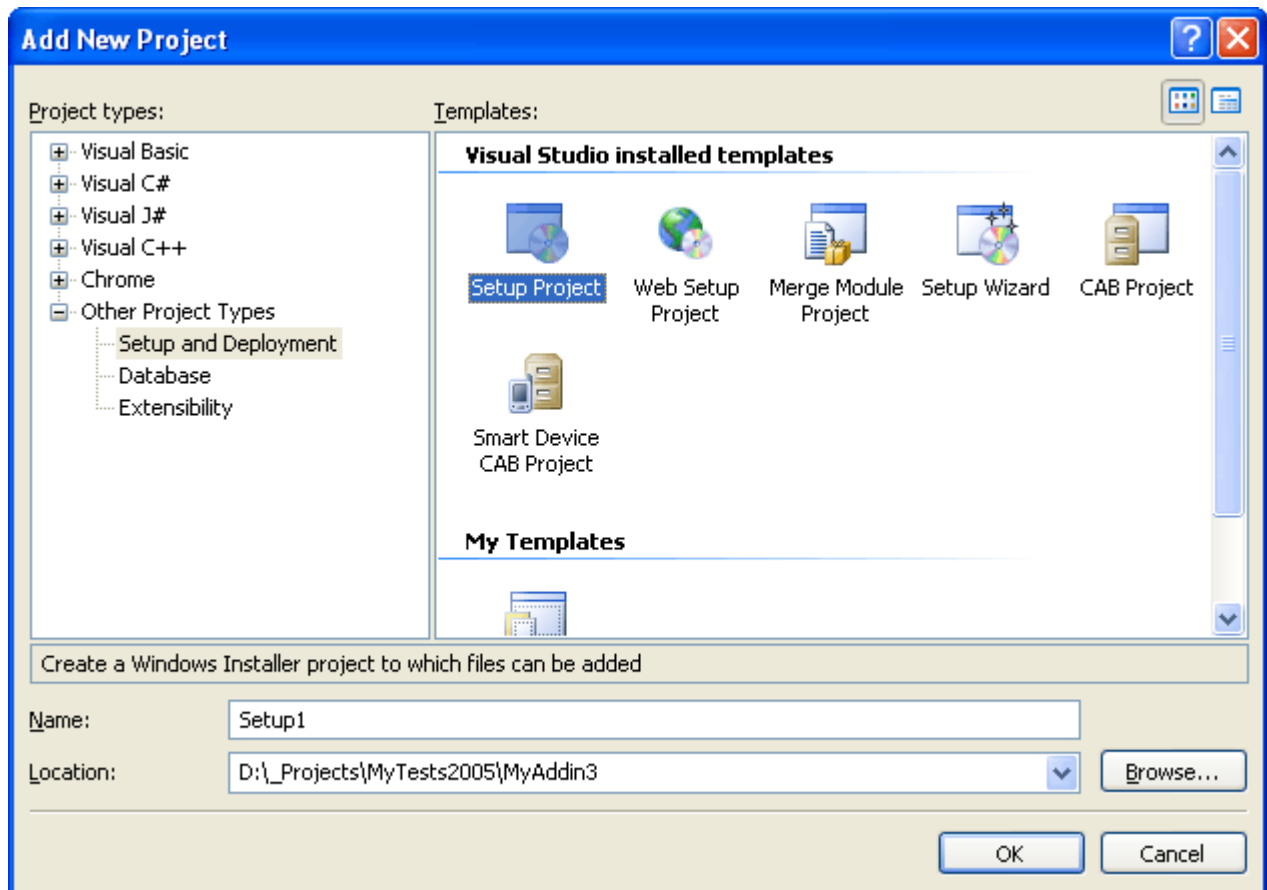 Add New Project
Project types:
Templates:
Visual Basic
Visual C#
Visual J#
Visual C++
Chrome
Other Project Types
Setup and Deployment
Database
Extensibility
Visual Studio installed templates
Setup Project
Web Setup
Project
Merge Module
Project
Setup Wizard
CAB Project
Smart Device
CAB Project
My Templates
Create a Windows Installer project to which files can be added
Name:
Setup1
Location:
D:\_Projects\MyTests2005\MyAddin3
Browse...
OK
Cancel